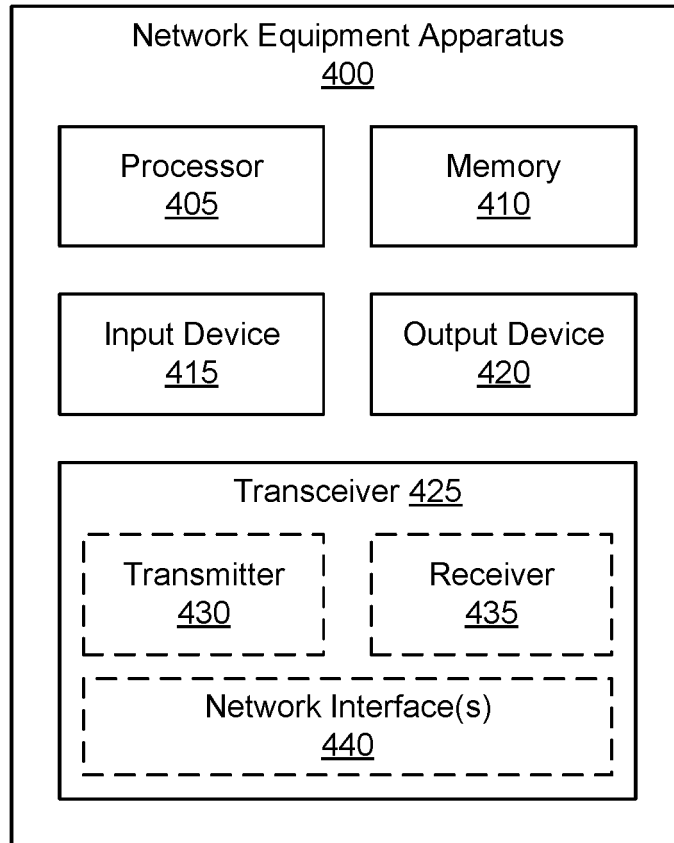 Network Equipment Apparatus
400
Processor
405
Memory
410
Input Device
415
Output Device
420
Transceiver 425
Transmitter
430
Receiver
435
Network Interface(s)
440